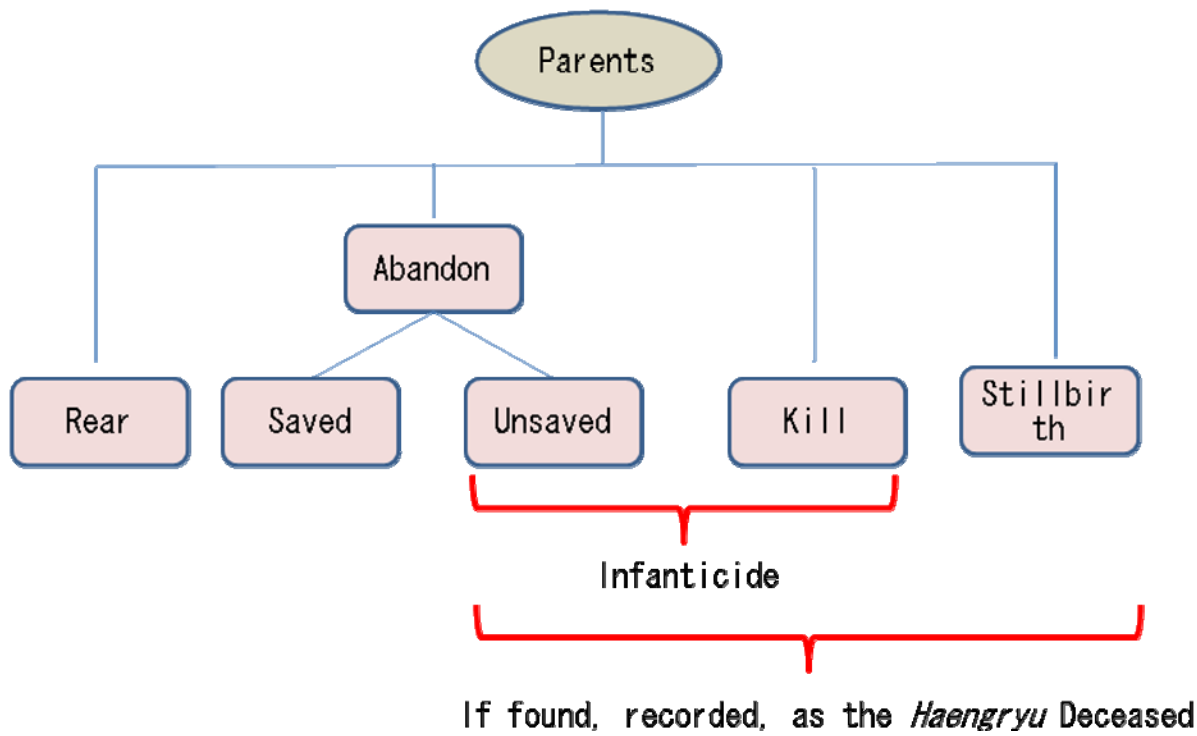 Parents
Abandon
Rear
Saved
Unsaved
Kill
Stillbir
th
Infanticide
If found, recorded, as the Haengryu Deceased